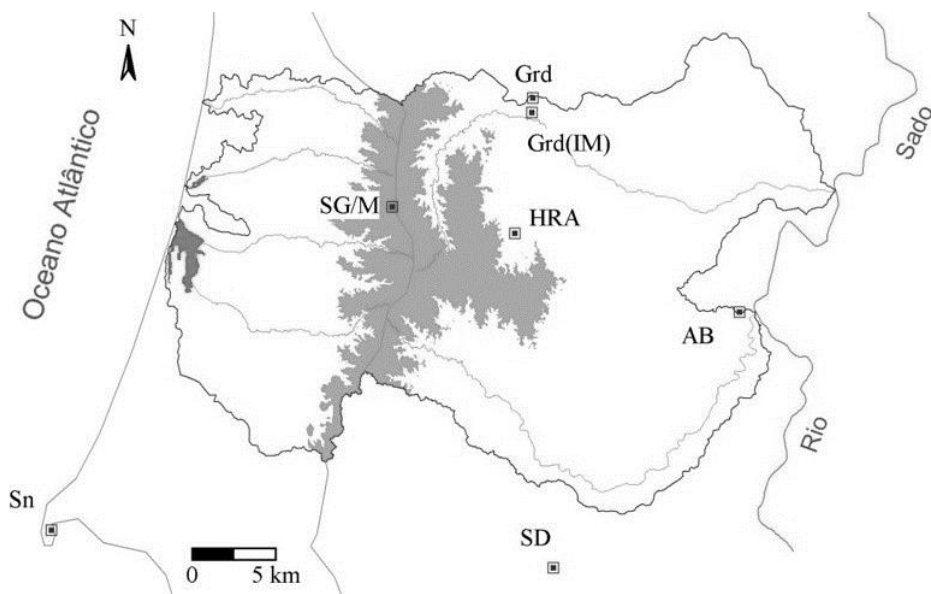 N
Oceano Atlântico
Grd
Grd(IM)
Sado
SG/M
HRA
AB
Rio
Sn
SD
0 5 km